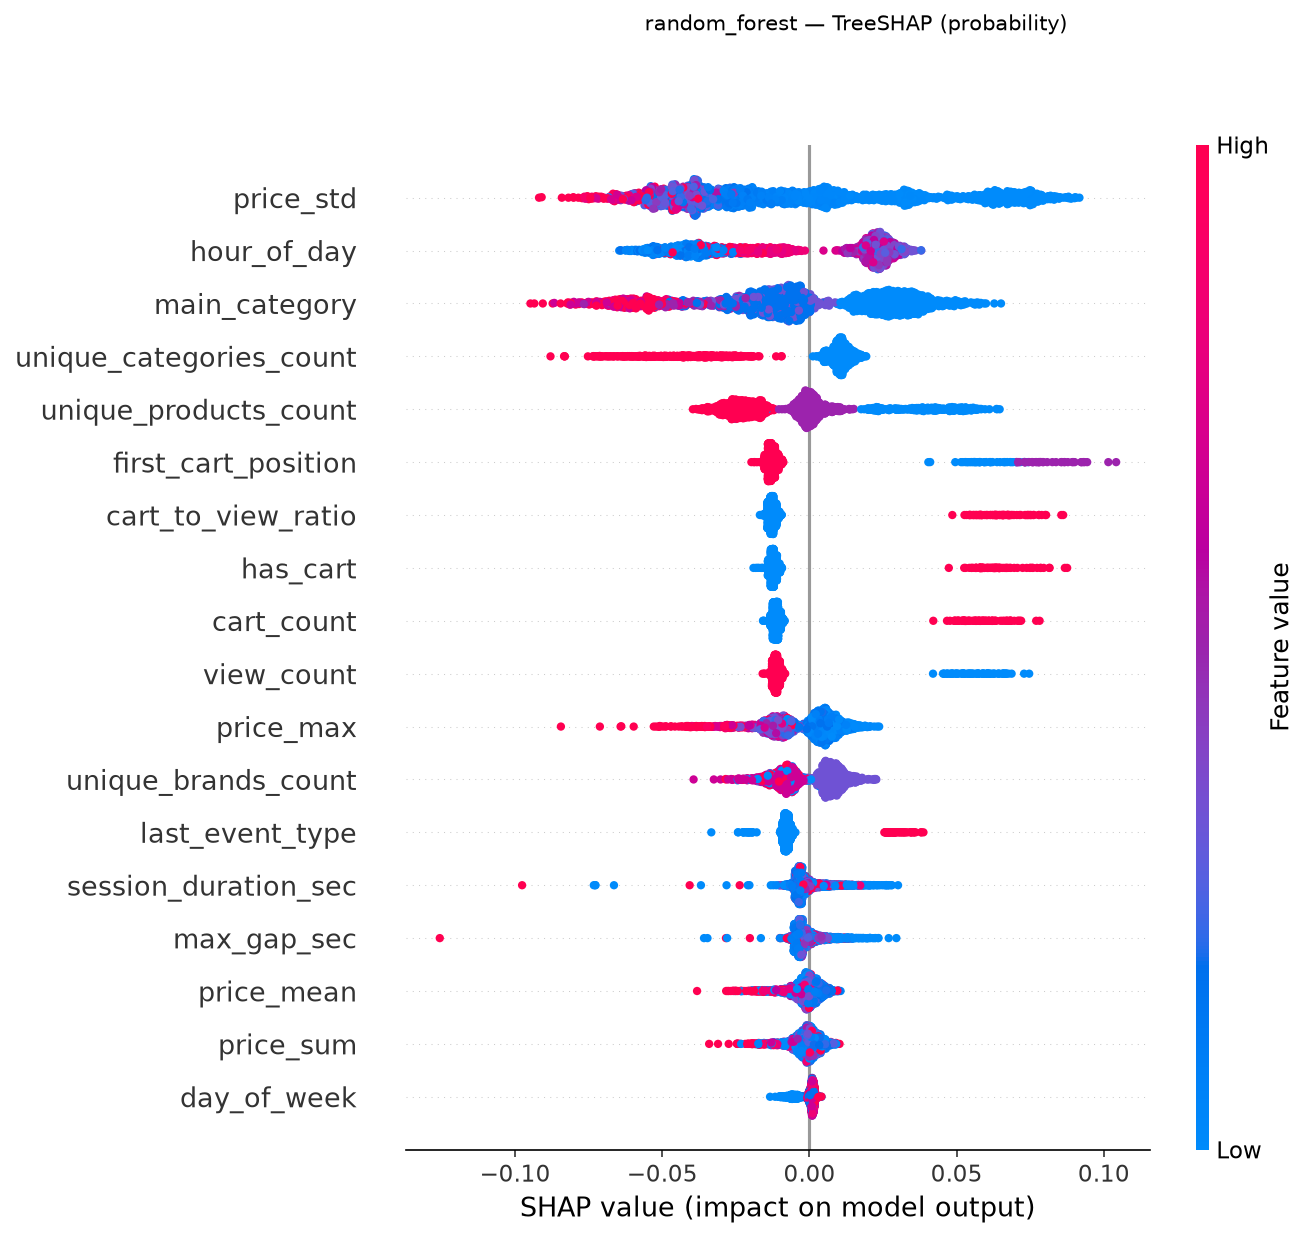 random_forest — TreeSHAP (probability)
High
price_std
hour_of_day
main_category
unique_categories_count
unique_products_count
first_cart_position
cart_to_view_ratio
has_cart
cart_count
view_count
price_max
unique_brands_count
last_event_type
session_duration_sec
max_gap_sec
price_mean
price_sum
day_of_week
Feature value
Low
−0.10 −0.05 0.00 0.05 0.10
SHAP value (impact on model output)